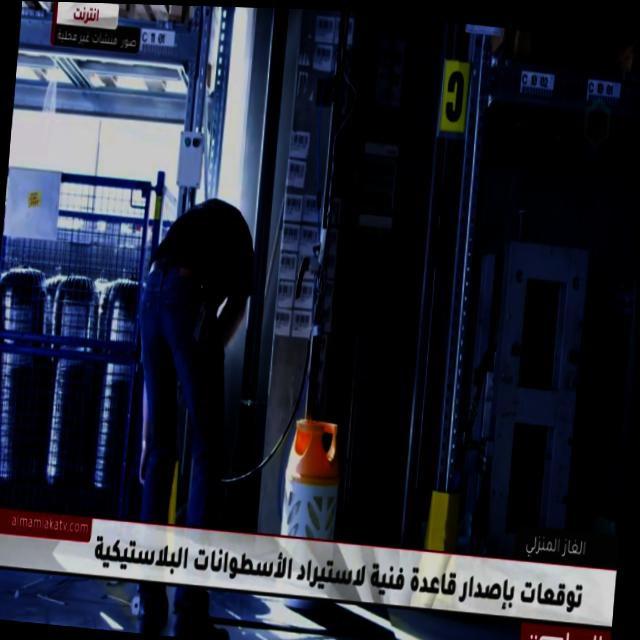 انترنت
صور منشآت غير محلية
G
almamlakatv.com
الغاز المنزلي
توقعات بإصدار قاعدة فنية لاستيراد الأسطوانات البلاستيكية